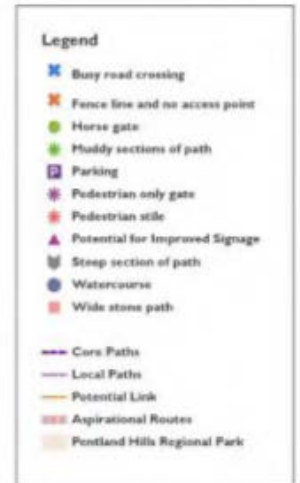 Legend
Busy road crossing
Fence line and no access point
Horse gate
Muddy sections of path
P Parking
Pedestrian only gate
Pedestrian stile
Potential for Improved Signage
Steep section of path
Watercourse
Wide stone path
Core Paths
Local Paths
Potential Link
Aspirational Routes
Pentland Hills Regional Park